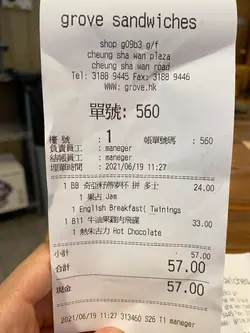 grove sandwiches
shop g09b3 g/f
cheung sha wan plaza
cheung sha wan road
Tel: 3188 9445 Fax: 3188 9446
WWW: grove.hk
單號: 560
檯號 : 1 帳單號碼 : 560
負責員工 : maneger
結帳員工 : maneger
埋單時間 : 2021/06/19 11:27
1 B8 奇亞籽燕麥杯 拼 多士 24.00
1 果占 Jam
1 English Breakfast( Twinings
1 B11 牛油果雞肉飛碟 33.00
1 熱朱古力 Hot Chocolate
小計 : 57.00
合計 : 57.00
現金 : 57.00
2021/06/19 11:27 313460 S26 T1 maneger